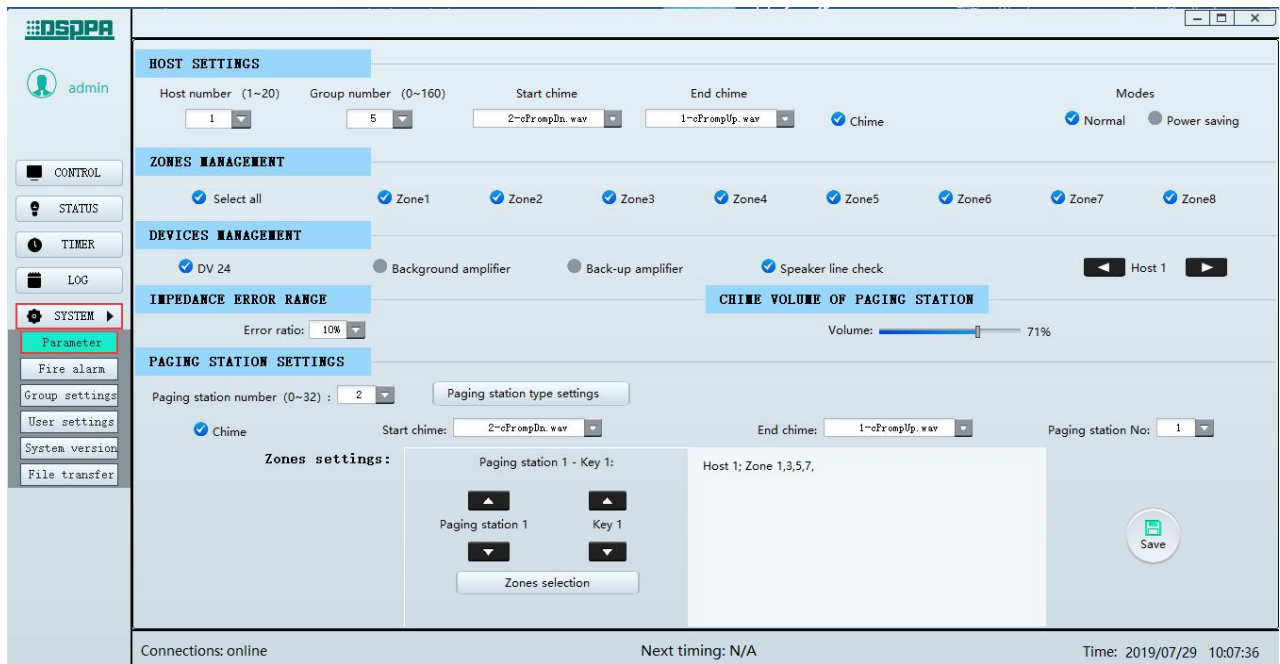 DSPPA
admin
CONTROL
STATUS
TIMER
LOG
SYSTEM
Parameter
Fire alarm
Group settings
User settings
System version
File transfer
HOST SETTINGS
Host number (1~20) Group number (0~160) Start chime End chime Modes
1 5 2-cPrompDn.wav 1-cPrompUp.wav Chime Normal Power saving
ZONES MANAGEMENT
Select all Zone1 Zone2 Zone3 Zone4 Zone5 Zone6 Zone7 Zone8
DEVICES MANAGEMENT
DV 24 Background amplifier Back-up amplifier Speaker line check Host 1
IMPEDANCE ERROR RANGE CHIME VOLUME OF PAGING STATION
Error ratio: 10% Volume: 71%
PAGING STATION SETTINGS
Paging station number (0~32) : 2 Paging station type settings
Chime Start chime: 2-cPrompDn.wav End chime: 1-cPrompUp.wav Paging station No: 1
Zones settings: Paging station 1 - Key 1: Host 1; Zone 1,3,5,7,
Paging station 1 Key 1
Save
Zones selection
Connections: online Next timing: N/A Time: 2019/07/29 10:07:36